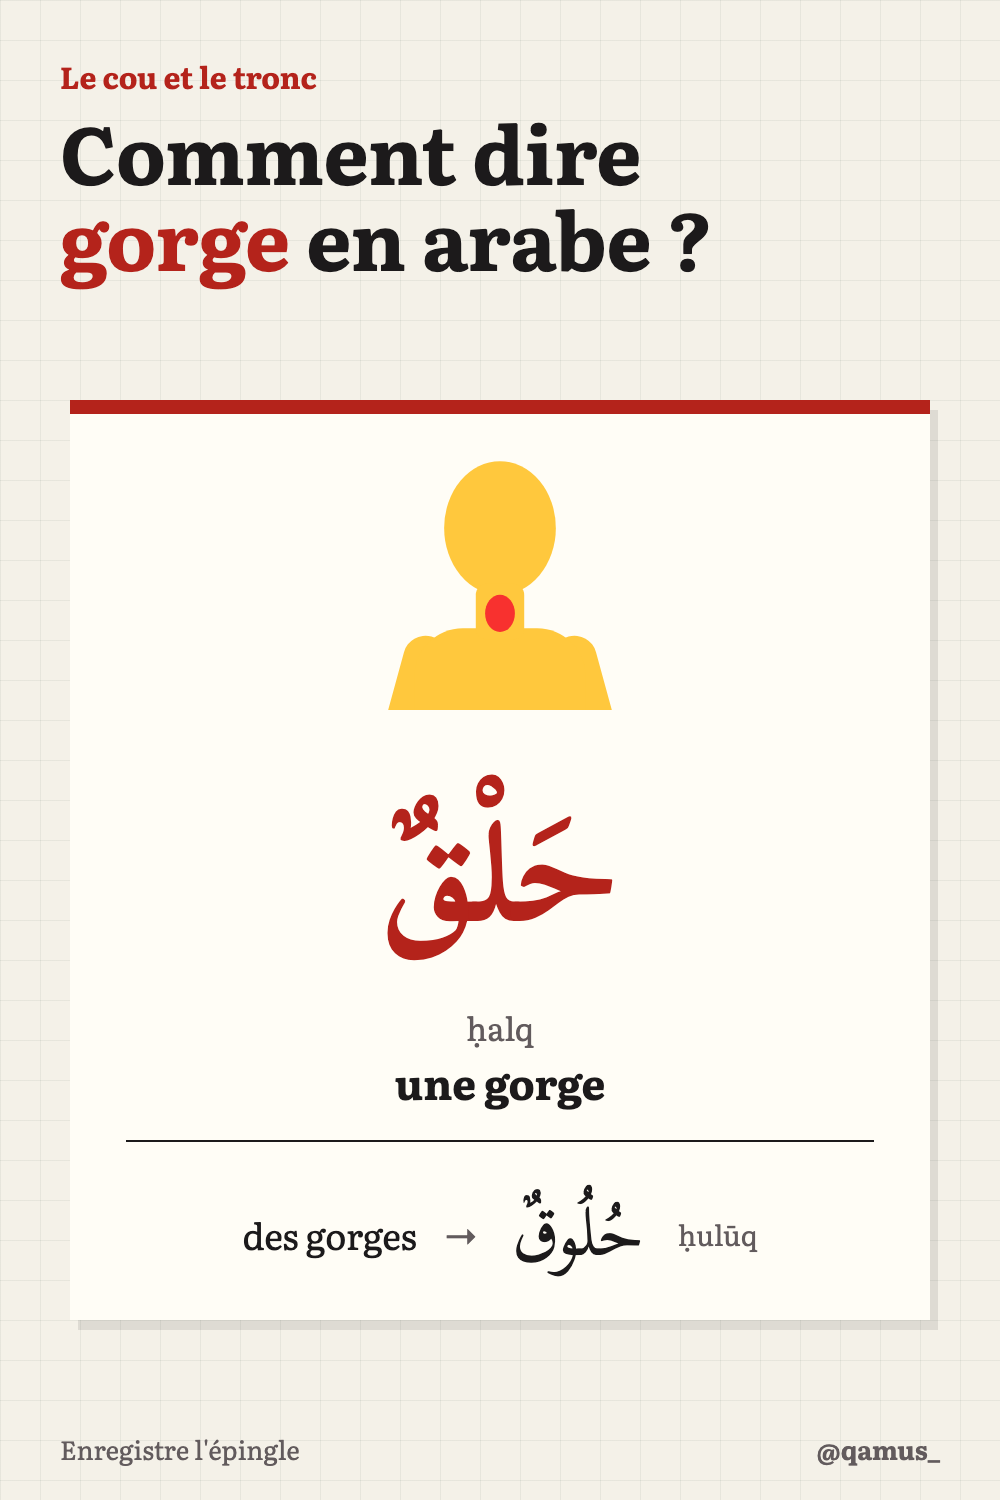 Le cou et le tronc
Comment dire
gorge en arabe ?
حَلْقٌ
ḥalq
une gorge
des gorges → حُلُوقٌ ḥulūq
Enregistre l'épingle
@qamus_